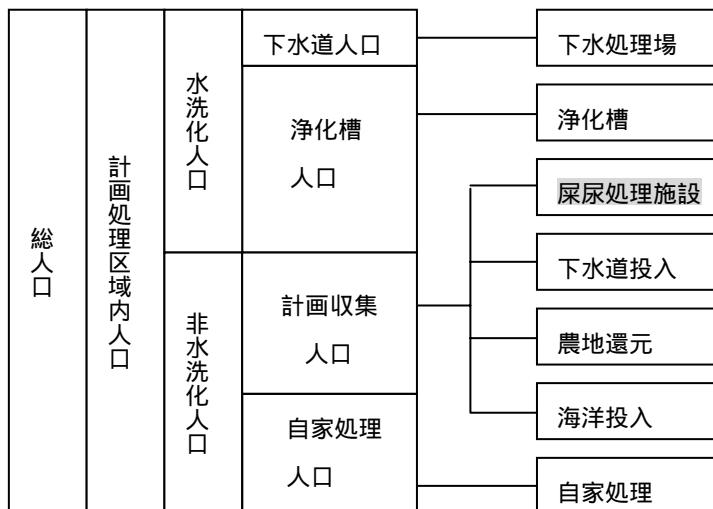 総人口
計画処理区域内人口
水洗化人口
非水洗化人口
下水道人口
浄化槽
人口
計画収集
人口
自家処理
人口
下水処理場
浄化槽
屎尿処理施設
下水道投入
農地還元
海洋投入
自家処理